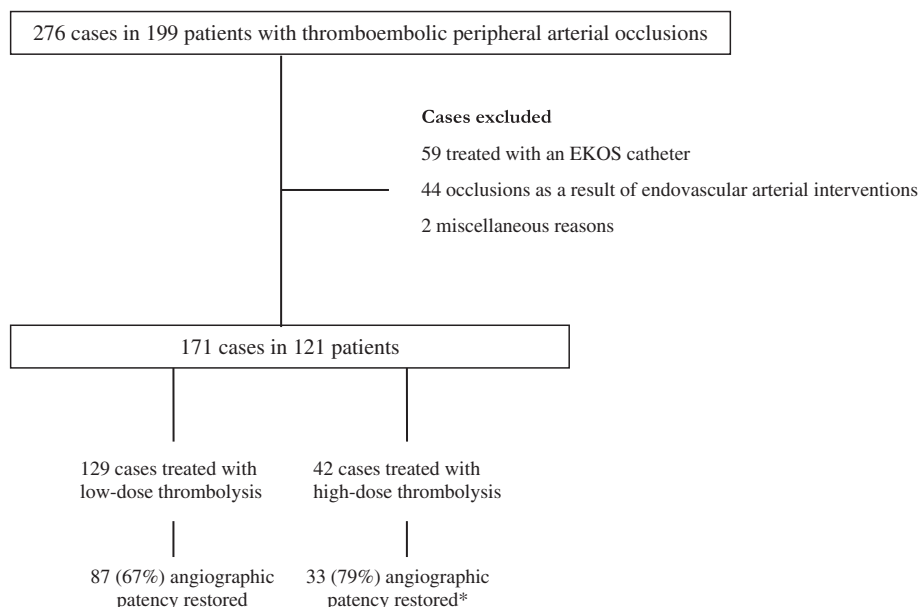 276 cases in 199 patients with thromboembolic peripheral arterial occlusions
Cases excluded
59 treated with an EKOS catheter
44 occlusions as a result of endovascular arterial interventions
2 miscellaneous reasons
171 cases in 121 patients
129 cases treated with
low-dose thrombolysis
42 cases treated with
high-dose thrombolysis
87 (67%) angiographic
patency restored
33 (79%) angiographic
patency restored*